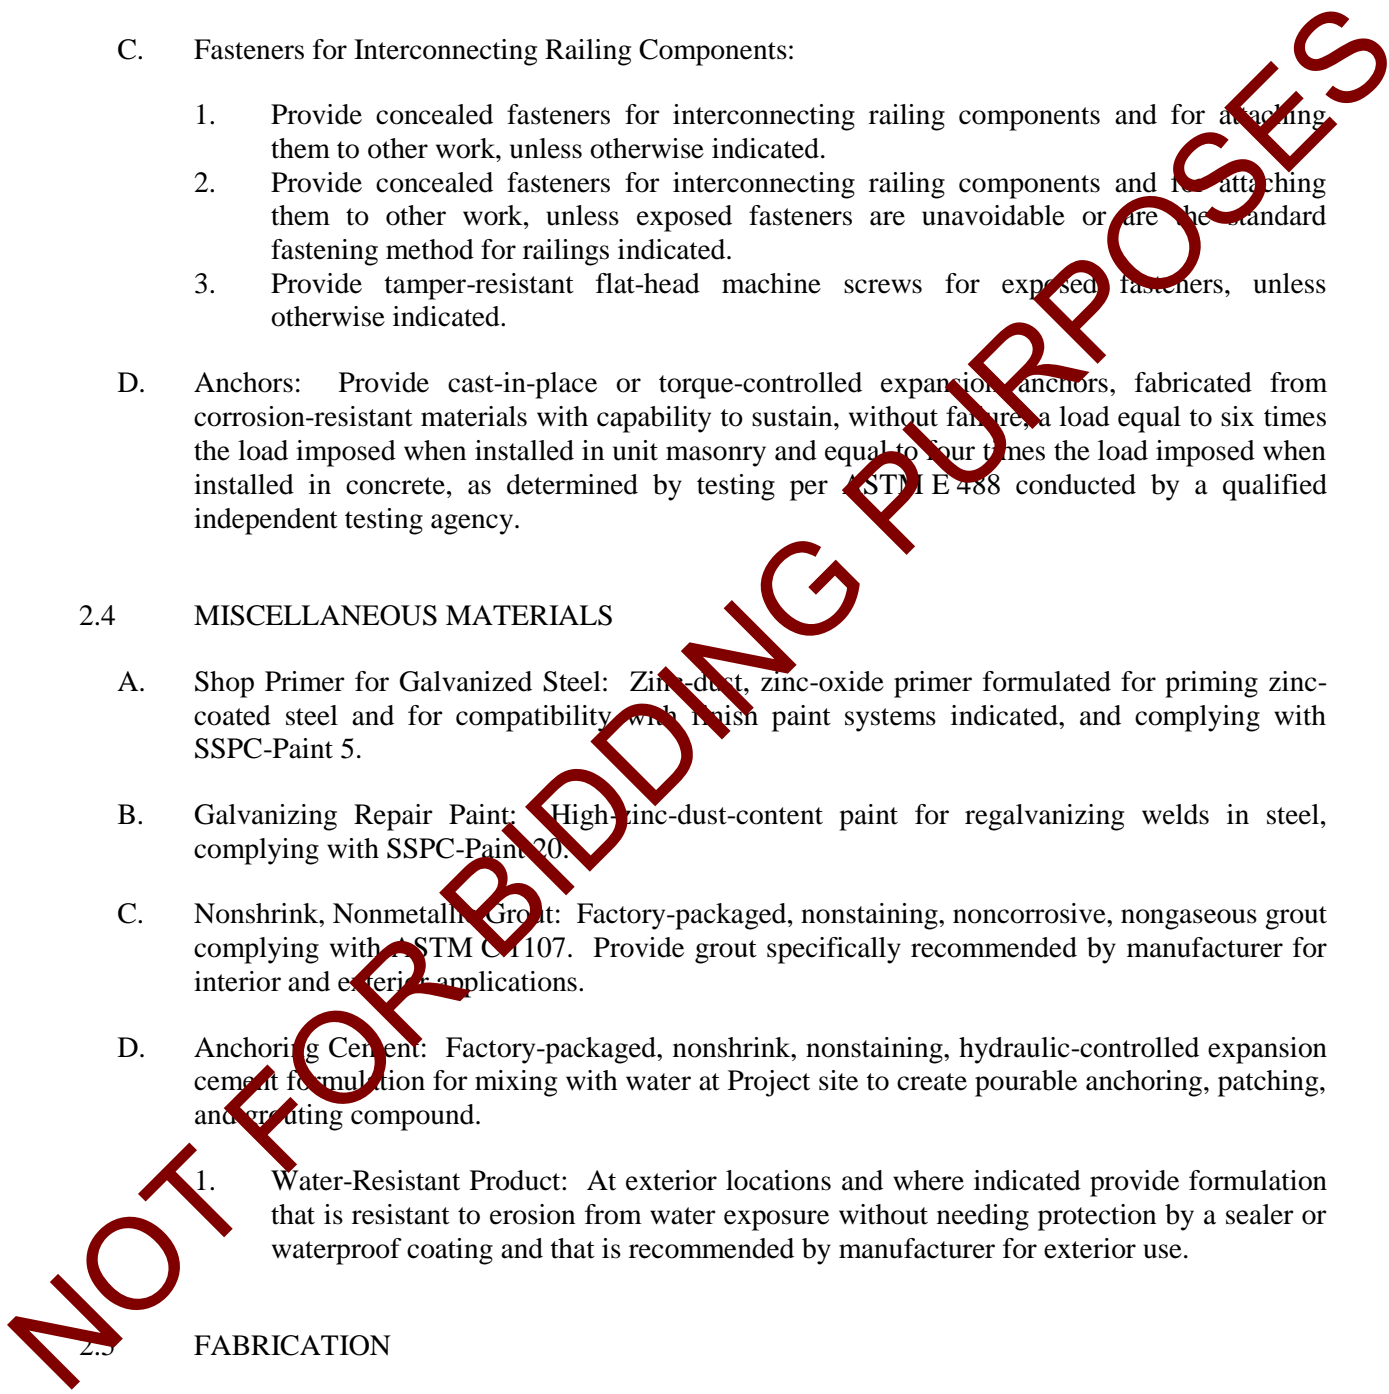 C. Fasteners for Interconnecting Railing Components:
1. Provide concealed fasteners for interconnecting railing components and for attaching
them to other work, unless otherwise indicated.
2. Provide concealed fasteners for interconnecting railing components and for attaching
them to other work, unless exposed fasteners are unavoidable or are the standard
fastening method for railings indicated.
3. Provide tamper-resistant flat-head machine screws for exposed fasteners, unless
otherwise indicated.
D. Anchors: Provide cast-in-place or torque-controlled expansion anchors, fabricated from
corrosion-resistant materials with capability to sustain, without failure, a load equal to six times
the load imposed when installed in unit masonry and equal to four times the load imposed when
installed in concrete, as determined by testing per ASTM E 488 conducted by a qualified
independent testing agency.
2.4 MISCELLANEOUS MATERIALS
A. Shop Primer for Galvanized Steel: Zinc-dust, zinc-oxide primer formulated for priming zinc-
coated steel and for compatibility with finish paint systems indicated, and complying with
SSPC-Paint 5.
B. Galvanizing Repair Paint: High-zinc-dust-content paint for regalvanizing welds in steel,
complying with SSPC-Paint 20.
C. Nonshrink, Nonmetallic Grout: Factory-packaged, nonstaining, noncorrosive, nongaseous grout
complying with ASTM C 1107. Provide grout specifically recommended by manufacturer for
interior and exterior applications.
D. Anchoring Cement: Factory-packaged, nonshrink, nonstaining, hydraulic-controlled expansion
cement formulation for mixing with water at Project site to create pourable anchoring, patching,
and grouting compound.
1. Water-Resistant Product: At exterior locations and where indicated provide formulation
that is resistant to erosion from water exposure without needing protection by a sealer or
waterproof coating and that is recommended by manufacturer for exterior use.
2.5 FABRICATION
NOT FOR BIDDING PURPOSES